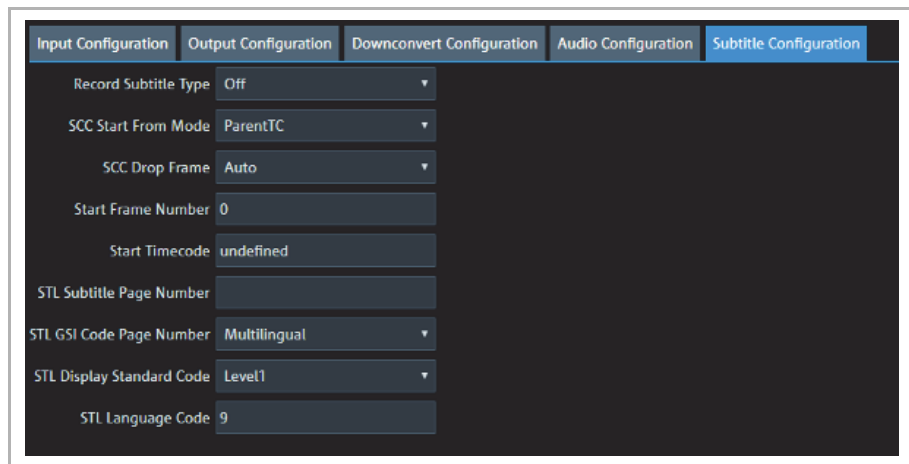 Input Configuration Output Configuration Downconvert Configuration Audio Configuration Subtitle Configuration
Record Subtitle Type Off
SCC Start From Mode ParentTC
SCC Drop Frame Auto
Start Frame Number 0
Start Timecode undefined
STL Subtitle Page Number
STL GSI Code Page Number Multilingual
STL Display Standard Code Level1
STL Language Code 9